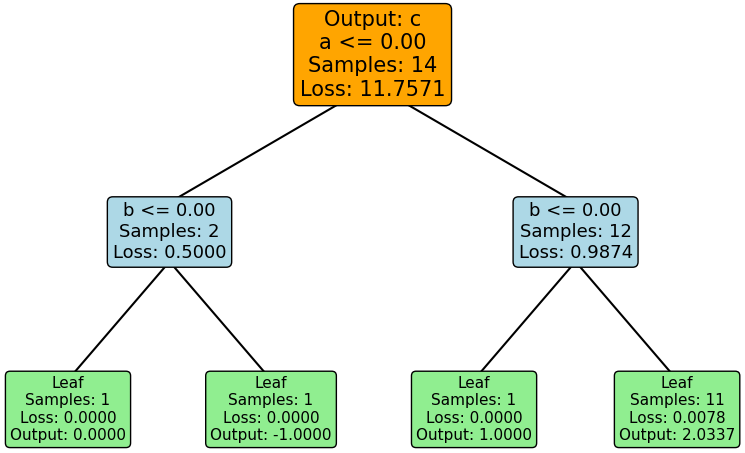 Output: c
a <= 0.00
Samples: 14
Loss: 11.7571
b <= 0.00
Samples: 2
Loss: 0.5000
b <= 0.00
Samples: 12
Loss: 0.9874
Leaf
Samples: 1
Loss: 0.0000
Output: 0.0000
Leaf
Samples: 1
Loss: 0.0000
Output: -1.0000
Leaf
Samples: 1
Loss: 0.0000
Output: 1.0000
Leaf
Samples: 11
Loss: 0.0078
Output: 2.0337